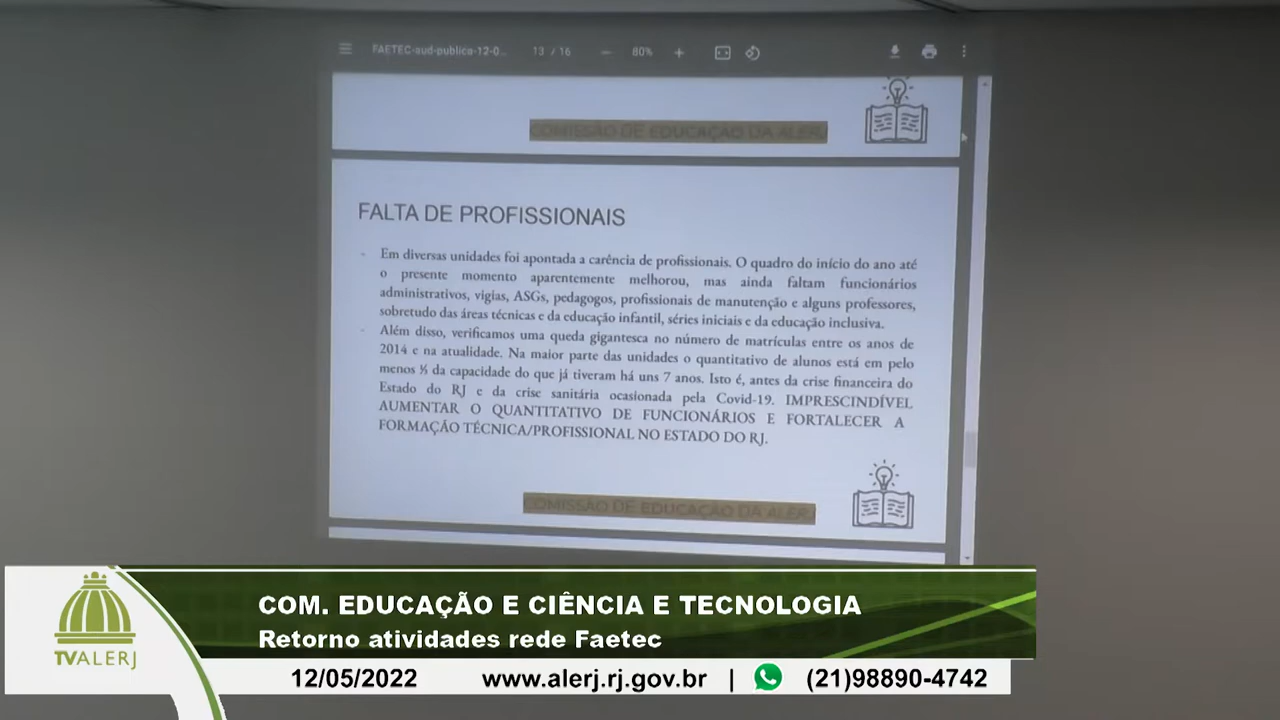 FAETEC-aud-publica-12-0... 13 / 16 80%
COMISSÃO DE EDUCAÇÃO DA ALERJ
FALTA DE PROFISSIONAIS
- Em diversas unidades foi apontada a carência de profissionais. O quadro do início do ano até
o presente momento aparentemente melhorou, mas ainda faltam funcionários
administrativos, vigias, ASGs, pedagogos, profissionais de manutenção e alguns professores,
sobretudo das áreas técnicas e da educação infantil, séries iniciais e da educação inclusiva.
- Além disso, verificamos uma queda gigantesca no número de matrículas entre os anos de
2014 e na atualidade. Na maior parte das unidades o quantitativo de alunos está em pelo
menos ⅓ da capacidade do que já tiveram há uns 7 anos. Isto é, antes da crise financeira do
Estado do RJ e da crise sanitária ocasionada pela Covid-19. IMPRESCINDÍVEL
AUMENTAR O QUANTITATIVO DE FUNCIONÁRIOS E FORTALECER A
FORMAÇÃO TÉCNICA/PROFISSIONAL NO ESTADO DO RJ.
COMISSÃO DE EDUCAÇÃO DA ALERJ
COM. EDUCAÇÃO E CIÊNCIA E TECNOLOGIA
Retorno atividades rede Faetec
TVALERJ
12/05/2022 www.alerj.rj.gov.br | (21)98890-4742